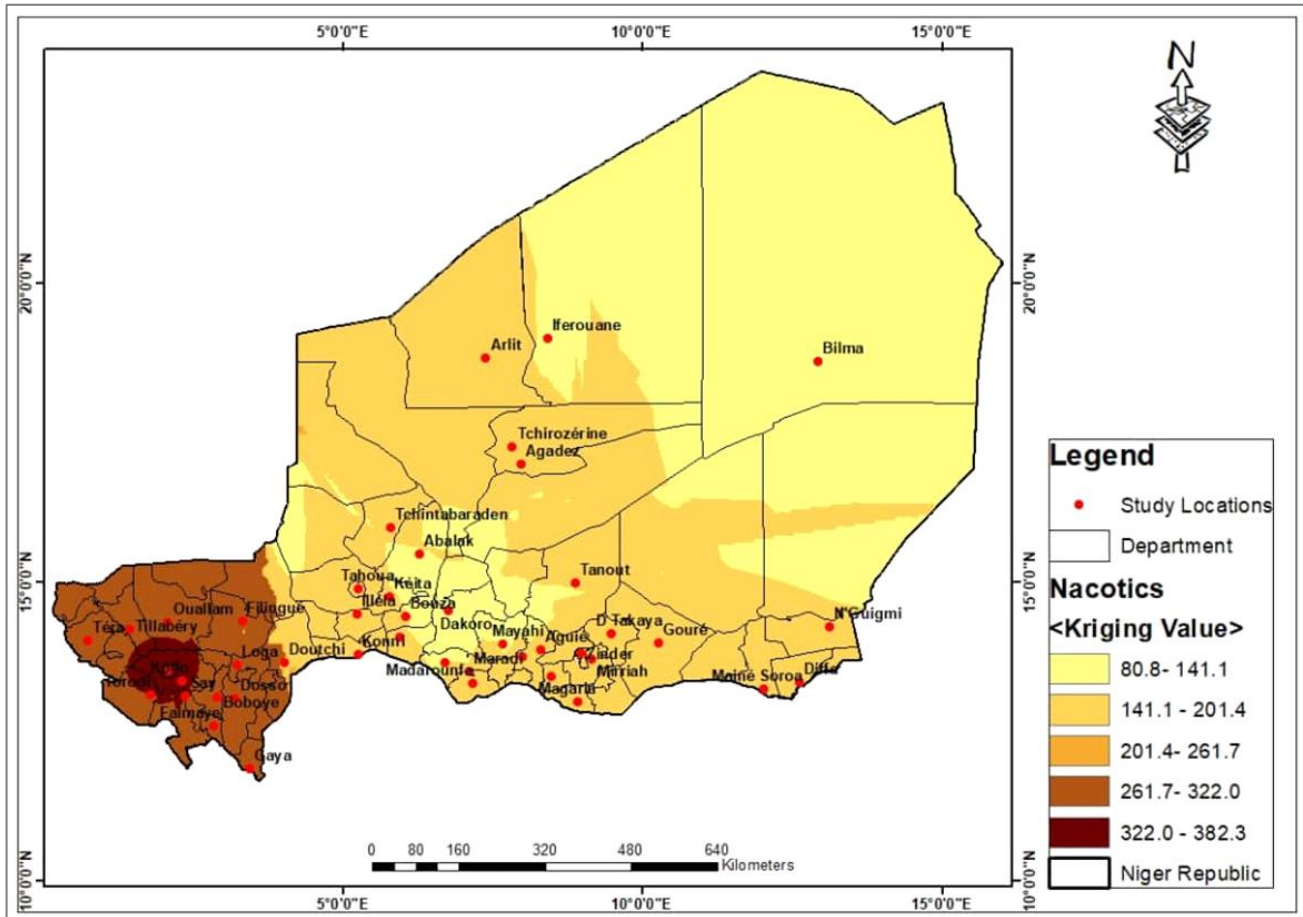 5°0'0"E 10°0'0"E 15°0'0"E
N
20°0'0"N 20°0'0"N
Iferouane
Arlit
Bilma
Tchirozérine
Agadez
Legend
Study Locations
Department
Nacotics
<Kriging Value>
80.8- 141.1
141.1 - 201.4
201.4- 261.7
261.7- 322.0
322.0 - 382.3
Niger Republic
Tchintabaraden
Abalak
15°0'0"N 15°0'0"N
Tanout
Tahoua Kéita
Illéla Bouza
Ouallam Filingué
N'Guigmi
Téra Tillabéry
Dakoro Mayahi
D Takaya
Gouré
Konni
Aguié
Loga Doutchi
Zinder
Madarounfa Maradi
Mirriah
Maïné Soroa Diffa
Say Dosso
Boboye
Magaria
Falmaye
Gaya
0 80 160 320 480 640
Kilometers
10°0'0"N 10°0'0"N
5°0'0"E 10°0'0"E 15°0'0"E